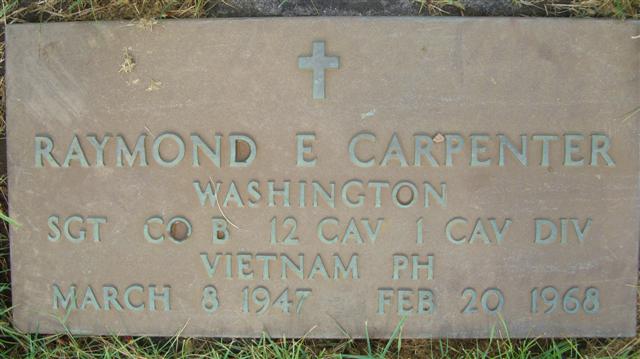 RAYMOND E CARPENTER
WASHINGTON
SGT CO B 12 CAV 1 CAV DIV
VIETNAM PH
MARCH 8 1947 FEB 20 1968